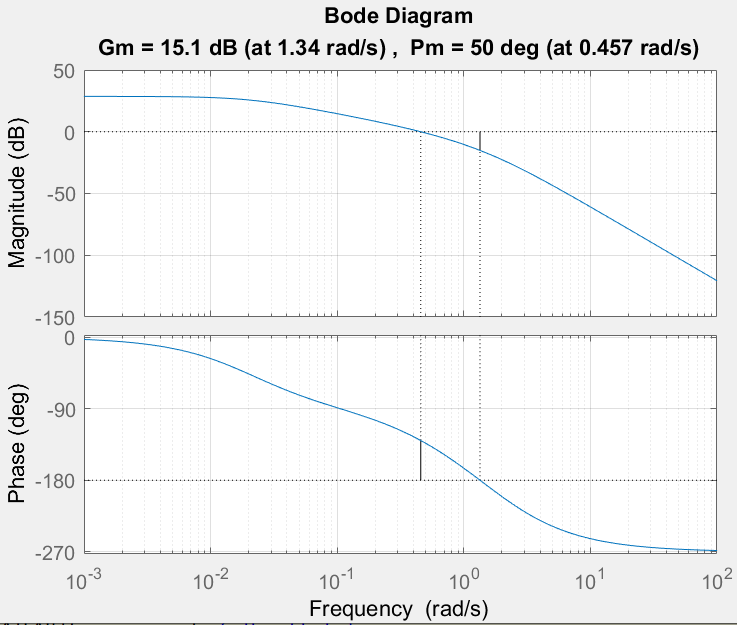 Bode Diagram
Gm = 15.1 dB (at 1.34 rad/s) , Pm = 50 deg (at 0.457 rad/s)
50
0
-50
-100
-150
Magnitude (dB)
0
-90
-180
-270
Phase (deg)
10^-3 10^-2 10^-1 10^0 10^1 10^2
Frequency (rad/s)